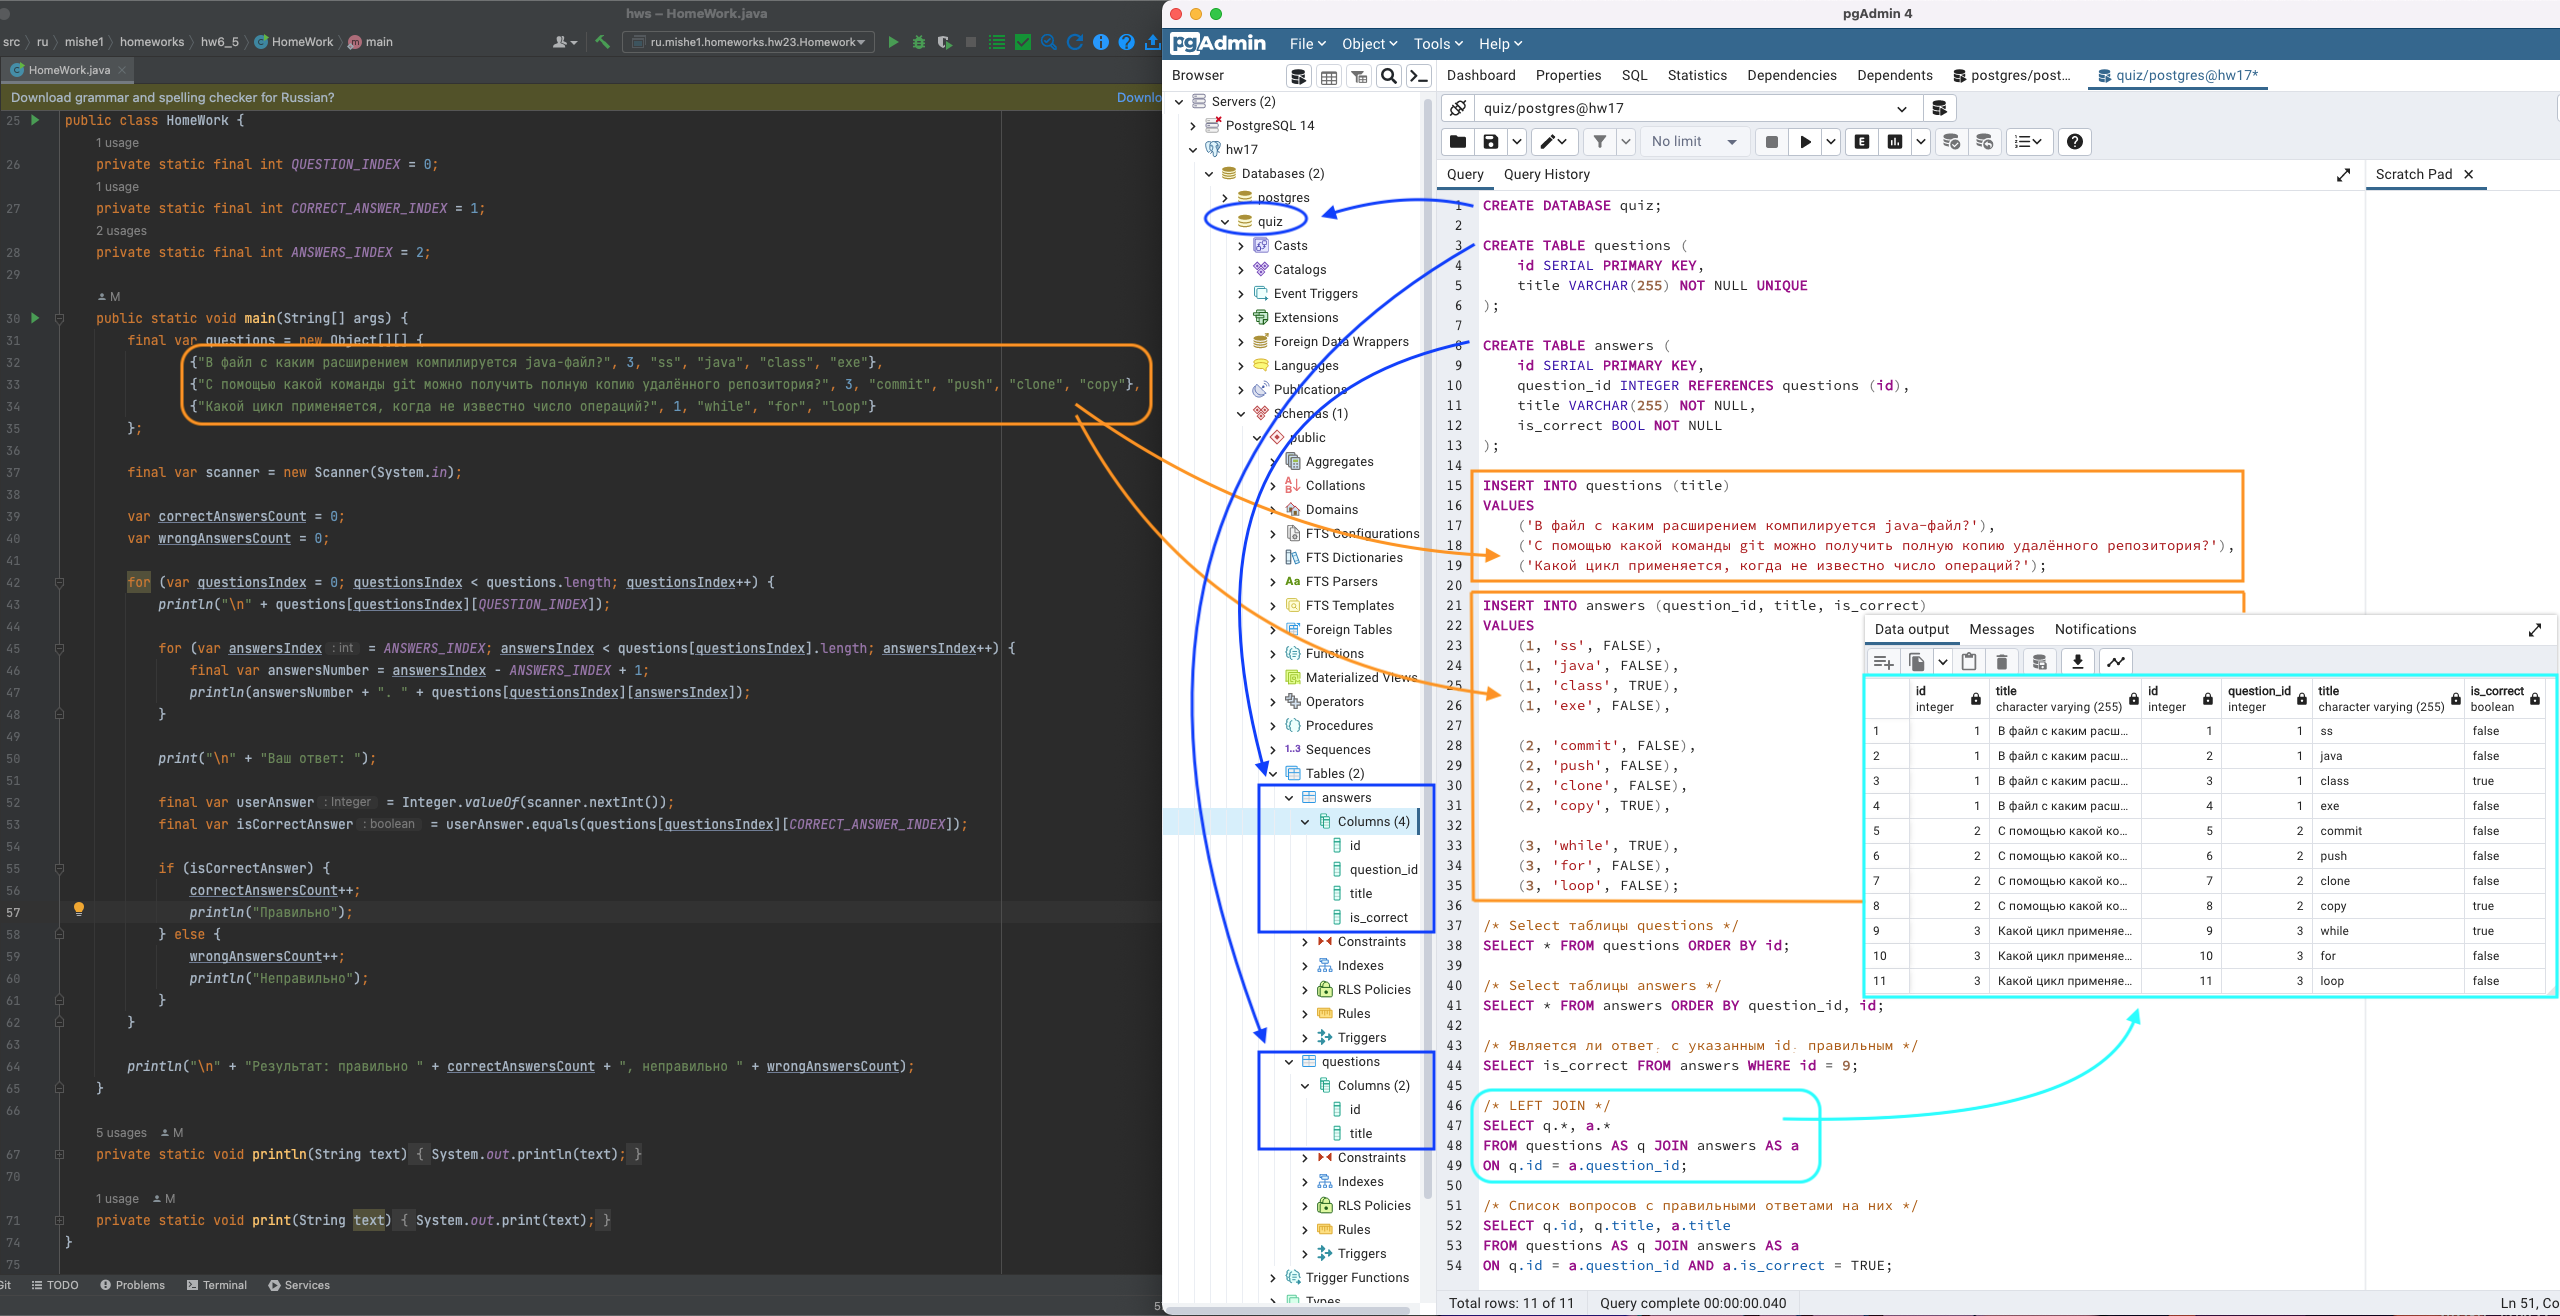 hws – HomeWork.java
src › ru › mishe1 › homeworks › hw6_5 › HomeWork › main
ru.mishe1.homeworks.hw23.Homework
HomeWork.java
Download grammar and spelling checker for Russian?
Downlo
25 public class HomeWork {
1 usage
26 private static final int QUESTION_INDEX = 0;
1 usage
27 private static final int CORRECT_ANSWER_INDEX = 1;
2 usages
28 private static final int ANSWERS_INDEX = 2;
29
M
30 public static void main(String[] args) {
31 final var questions = new Object[][] {
32 {"В файл с каким расширением компилируется java-файл?", 3, "ss", "java", "class", "exe"},
33 {"С помощью какой команды git можно получить полную копию удалённого репозитория?", 3, "commit", "push", "clone", "copy"},
34 {"Какой цикл применяется, когда не известно число операций?", 1, "while", "for", "loop"}
35 };
36
37 final var scanner = new Scanner(System.in);
38
39 var correctAnswersCount = 0;
40 var wrongAnswersCount = 0;
41
42 for (var questionsIndex = 0; questionsIndex < questions.length; questionsIndex++) {
43 println("\n" + questions[questionsIndex][QUESTION_INDEX]);
44
45 for (var answersIndex : int = ANSWERS_INDEX; answersIndex < questions[questionsIndex].length; answersIndex++) {
46 final var answersNumber = answersIndex - ANSWERS_INDEX + 1;
47 println(answersNumber + ". " + questions[questionsIndex][answersIndex]);
48 }
49
50 print("\n" + "Ваш ответ: ");
51
52 final var userAnswer : Integer = Integer.valueOf(scanner.nextInt());
53 final var isCorrectAnswer : boolean = userAnswer.equals(questions[questionsIndex][CORRECT_ANSWER_INDEX]);
54
55 if (isCorrectAnswer) {
56 correctAnswersCount++;
57 println("Правильно");
58 } else {
59 wrongAnswersCount++;
60 println("Неправильно");
61 }
62 }
63
64 println("\n" + "Результат: правильно " + correctAnswersCount + ", неправильно " + wrongAnswersCount);
65 }
66
5 usages M
67 private static void println(String text) { System.out.println(text); }
70
1 usage M
71 private static void print(String text) { System.out.print(text); }
74 }
75
Git TODO Problems Terminal Services
5
pgAdmin 4
pgAdmin File Object Tools Help
Browser
Servers (2)
PostgreSQL 14
hw17
Databases (2)
postgres
quiz
Casts
Catalogs
Event Triggers
Extensions
Foreign Data Wrappers
Languages
Publications
Schemas (1)
public
Aggregates
Collations
Domains
FTS Configurations
FTS Dictionaries
FTS Parsers
FTS Templates
Foreign Tables
Functions
Materialized Views
Operators
Procedures
Sequences
Tables (2)
answers
Columns (4)
id
question_id
title
is_correct
Constraints
Indexes
RLS Policies
Rules
Triggers
questions
Columns (2)
id
title
Constraints
Indexes
RLS Policies
Rules
Triggers
Trigger Functions
Types
Dashboard Properties SQL Statistics Dependencies Dependents postgres/post... quiz/postgres@hw17*
quiz/postgres@hw17
No limit
Query Query History
Scratch Pad
1 CREATE DATABASE quiz;
2
3 CREATE TABLE questions (
4 id SERIAL PRIMARY KEY,
5 title VARCHAR(255) NOT NULL UNIQUE
6 );
7
8 CREATE TABLE answers (
9 id SERIAL PRIMARY KEY,
10 question_id INTEGER REFERENCES questions (id),
11 title VARCHAR(255) NOT NULL,
12 is_correct BOOL NOT NULL
13 );
14
15 INSERT INTO questions (title)
16 VALUES
17 ('В файл с каким расширением компилируется java-файл?'),
18 ('С помощью какой команды git можно получить полную копию удалённого репозитория?'),
19 ('Какой цикл применяется, когда не известно число операций?');
20
21 INSERT INTO answers (question_id, title, is_correct)
22 VALUES
23 (1, 'ss', FALSE),
24 (1, 'java', FALSE),
25 (1, 'class', TRUE),
26 (1, 'exe', FALSE),
27
28 (2, 'commit', FALSE),
29 (2, 'push', FALSE),
30 (2, 'clone', FALSE),
31 (2, 'copy', TRUE),
32
33 (3, 'while', TRUE),
34 (3, 'for', FALSE),
35 (3, 'loop', FALSE);
36
37 /* Select таблицы questions */
38 SELECT * FROM questions ORDER BY id;
39
40 /* Select таблицы answers */
41 SELECT * FROM answers ORDER BY question_id, id;
42
43 /* Является ли ответ, с указанным id, правильным */
44 SELECT is_correct FROM answers WHERE id = 9;
45
46 /* LEFT JOIN */
47 SELECT q.*, a.*
48 FROM questions AS q JOIN answers AS a
49 ON q.id = a.question_id;
50
51 /* Список вопросов с правильными ответами на них */
52 SELECT q.id, q.title, a.title
53 FROM questions AS q JOIN answers AS a
54 ON q.id = a.question_id AND a.is_correct = TRUE;
Data output Messages Notifications
id title id question_id title is_correct
integer character varying (255) integer integer character varying (255) boolean
1 1 В файл с каким расш... 1 1 ss false
2 1 В файл с каким расш... 2 1 java false
3 1 В файл с каким расш... 3 1 class true
4 1 В файл с каким расш... 4 1 exe false
5 2 С помощью какой ко... 5 2 commit false
6 2 С помощью какой ко... 6 2 push false
7 2 С помощью какой ко... 7 2 clone false
8 2 С помощью какой ко... 8 2 copy true
9 3 Какой цикл применяе... 9 3 while true
10 3 Какой цикл применяе... 10 3 for false
11 3 Какой цикл применяе... 11 3 loop false
Total rows: 11 of 11 Query complete 00:00:00.040
Ln 51, Co